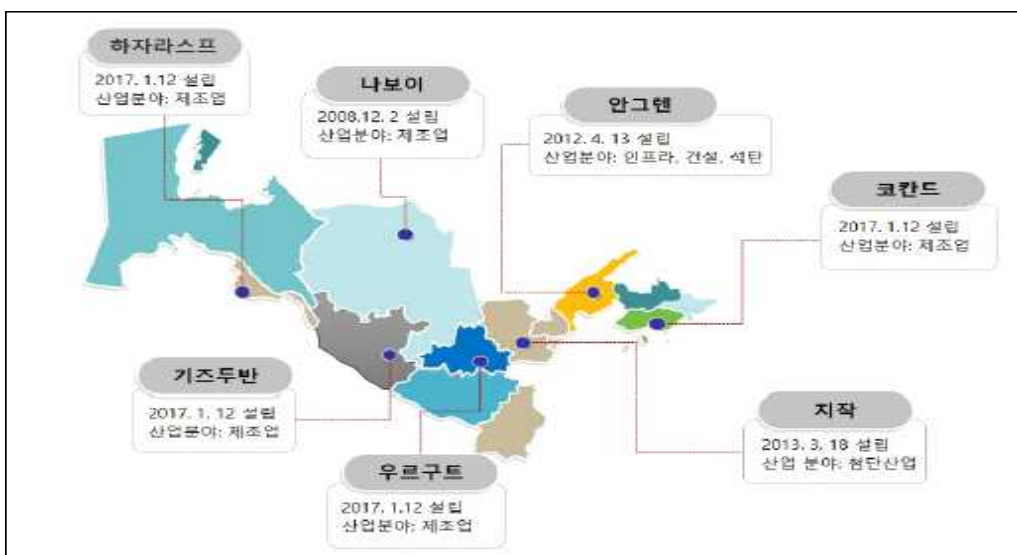 하자라스프
2017. 1.12 설립
산업분야: 제조업
나보이
2008.12. 2 설립
산업분야: 제조업
안그렌
2012. 4. 13 설립
산업분야: 인프라, 건설, 석탄
코칸드
2017. 1.12 설립
산업분야: 제조업
기즈두반
2017. 1. 12 설립
산업분야: 제조업
우르구트
2017. 1.12 설립
산업분야: 제조업
지작
2013. 3. 18 설립
산업 분야: 첨단산업